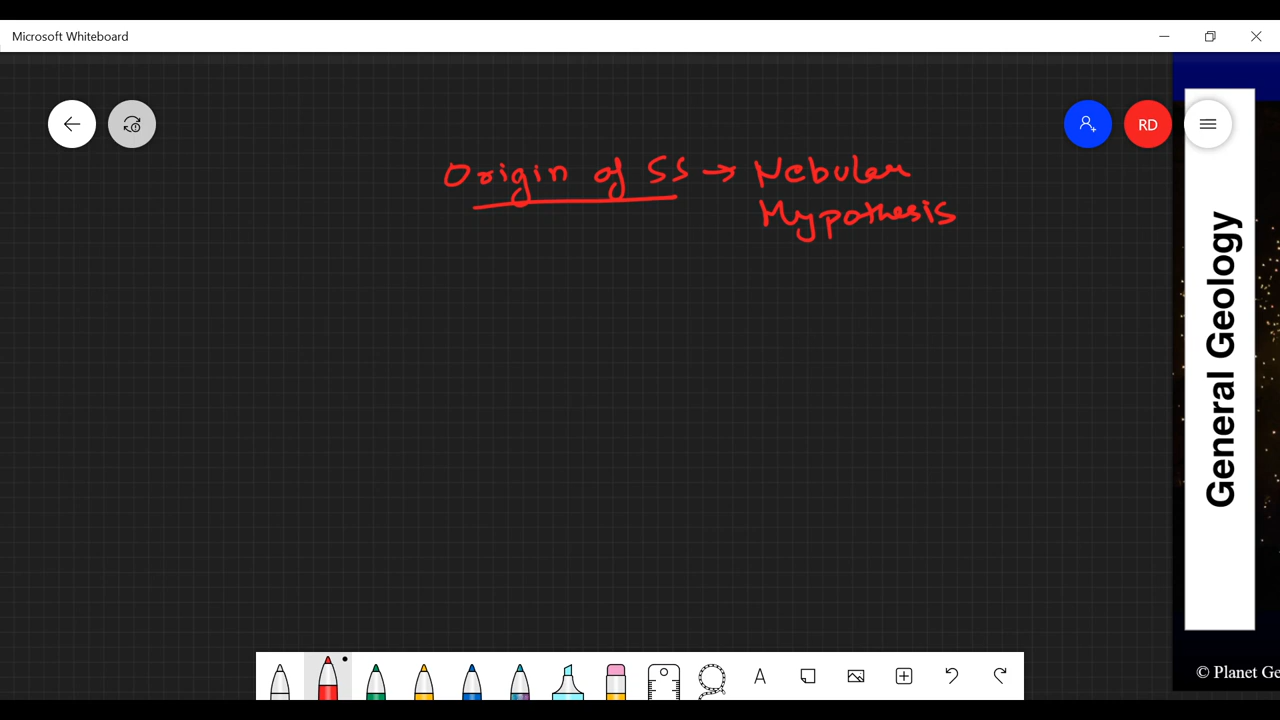 Microsoft Whiteboard
RD
Origin of SS → Nebular
Hypothesis
General Geology
© Planet Ge